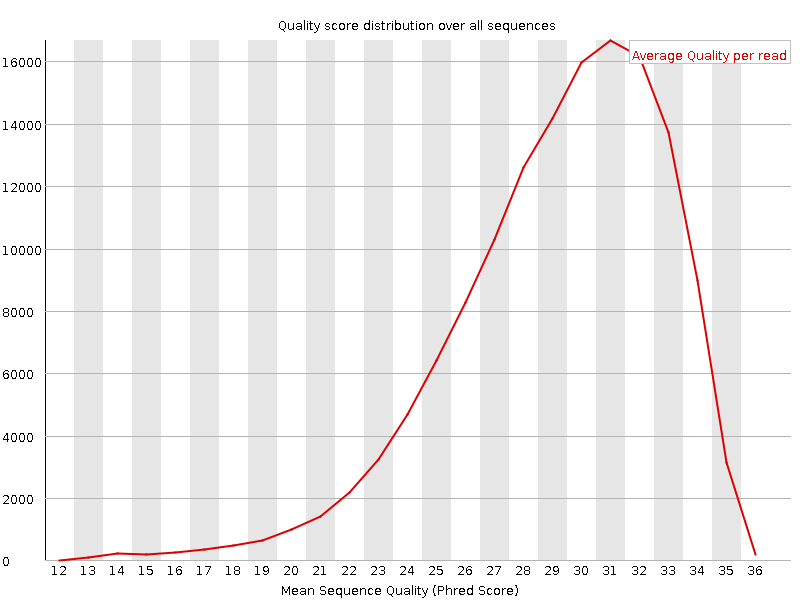 Quality score distribution over all sequences
Average Quality per read
16000
14000
12000
10000
8000
6000
4000
2000
0
12 13 14 15 16 17 18 19 20 21 22 23 24 25 26 27 28 29 30 31 32 33 34 35 36
Mean Sequence Quality (Phred Score)